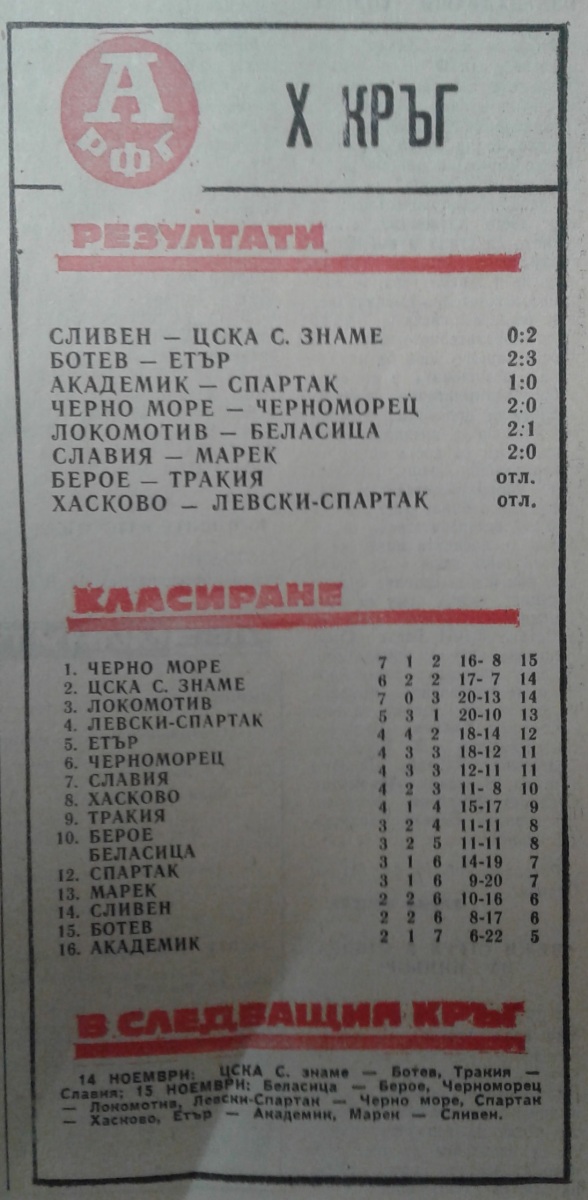 А
РФГ
X КРЪГ
РЕЗУЛТАТИ
СЛИВЕН — ЦСКА С. ЗНАМЕ 0:2
БОТЕВ — ЕТЪР 2:3
АКАДЕМИК — СПАРТАК 1:0
ЧЕРНО МОРЕ — ЧЕРНОМОРЕЦ 2:0
ЛОКОМОТИВ — БЕЛАСИЦА 2:1
СЛАВИЯ — МАРЕК 2:0
БЕРОЕ — ТРАКИЯ отл.
ХАСКОВО — ЛЕВСКИ-СПАРТАК отл.
КЛАСИРАНЕ
1. ЧЕРНО МОРЕ 7 1 2 16- 8 15
2. ЦСКА С. ЗНАМЕ 6 2 2 17- 7 14
3. ЛОКОМОТИВ 7 0 3 20-13 14
4. ЛЕВСКИ-СПАРТАК 5 3 1 20-10 13
5. ЕТЪР 4 4 2 18-14 12
6. ЧЕРНОМОРЕЦ 4 3 3 18-12 11
7. СЛАВИЯ 4 3 3 12-11 11
8. ХАСКОВО 4 2 3 11- 8 10
9. ТРАКИЯ 4 1 4 15-17 9
10. БЕРОЕ 3 2 4 11-11 8
БЕЛАСИЦА 3 2 5 11-11 8
12. СПАРТАК 3 1 6 14-19 7
13. МАРЕК 3 1 6 9-20 7
14. СЛИВЕН 2 2 6 10-16 6
15. БОТЕВ 2 2 6 8-17 6
16. АКАДЕМИК 2 1 7 6-22 5
В СЛЕДВАЩИЯ КРЪГ
14 НОЕМВРИ: ЦСКА С. знаме — Ботев, Тракия —
Славия; 15 НОЕМВРИ: Беласица — Берое, Черноморец
— Локомотив, Левски-Спартак — Черно море, Спартак
— Хасково, Етър — Академик, Марек — Сливен.